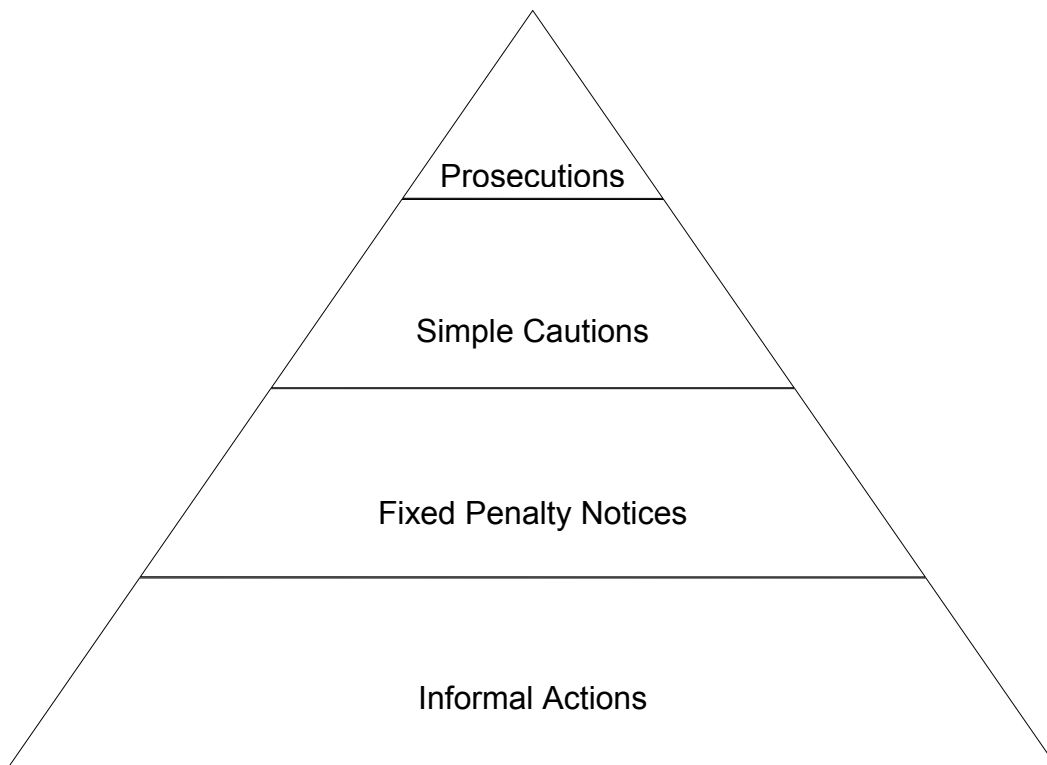 Prosecutions
Simple Cautions
Fixed Penalty Notices
Informal Actions